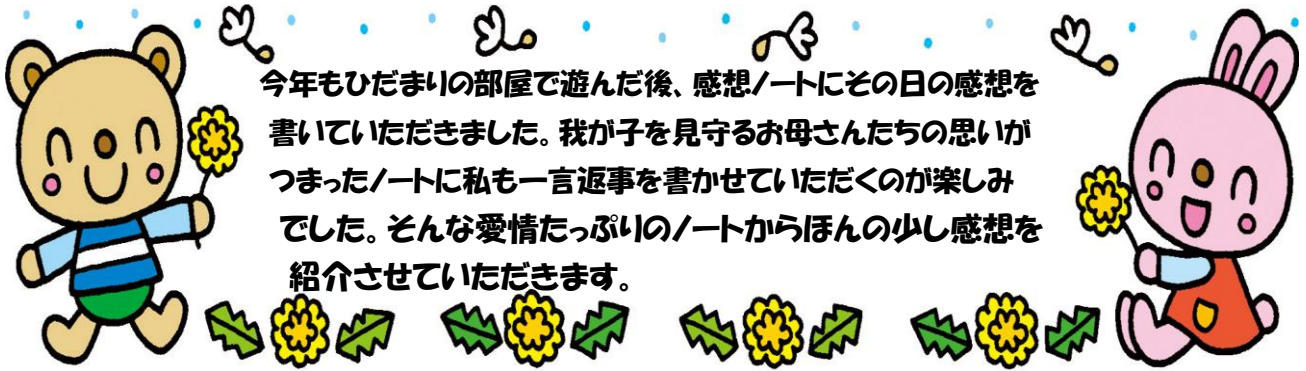 今年もひだまりの部屋で遊んだ後、感想ノートにその日の感想を
書いていただきました。我が子を見守るお母さんたちの思いが
つまったノートに私も一言返事を書かせていただくのが楽しみ
でした。そんな愛情たっぷりのノートからほんの少し感想を
紹介させていただきます。